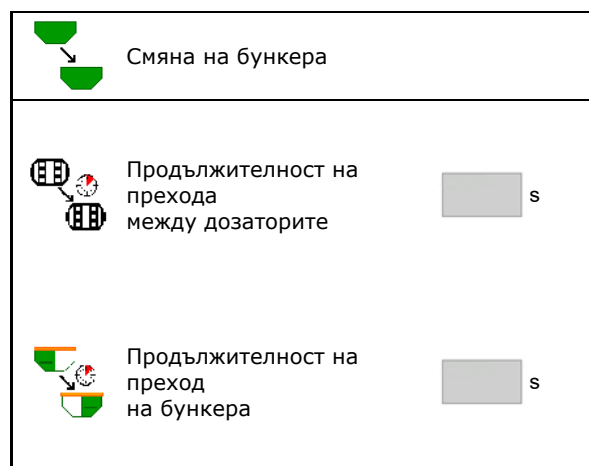 Смяна на бункера
Продължителност на
прехода
между дозаторите
s
Продължителност на
преход
на бункера
s